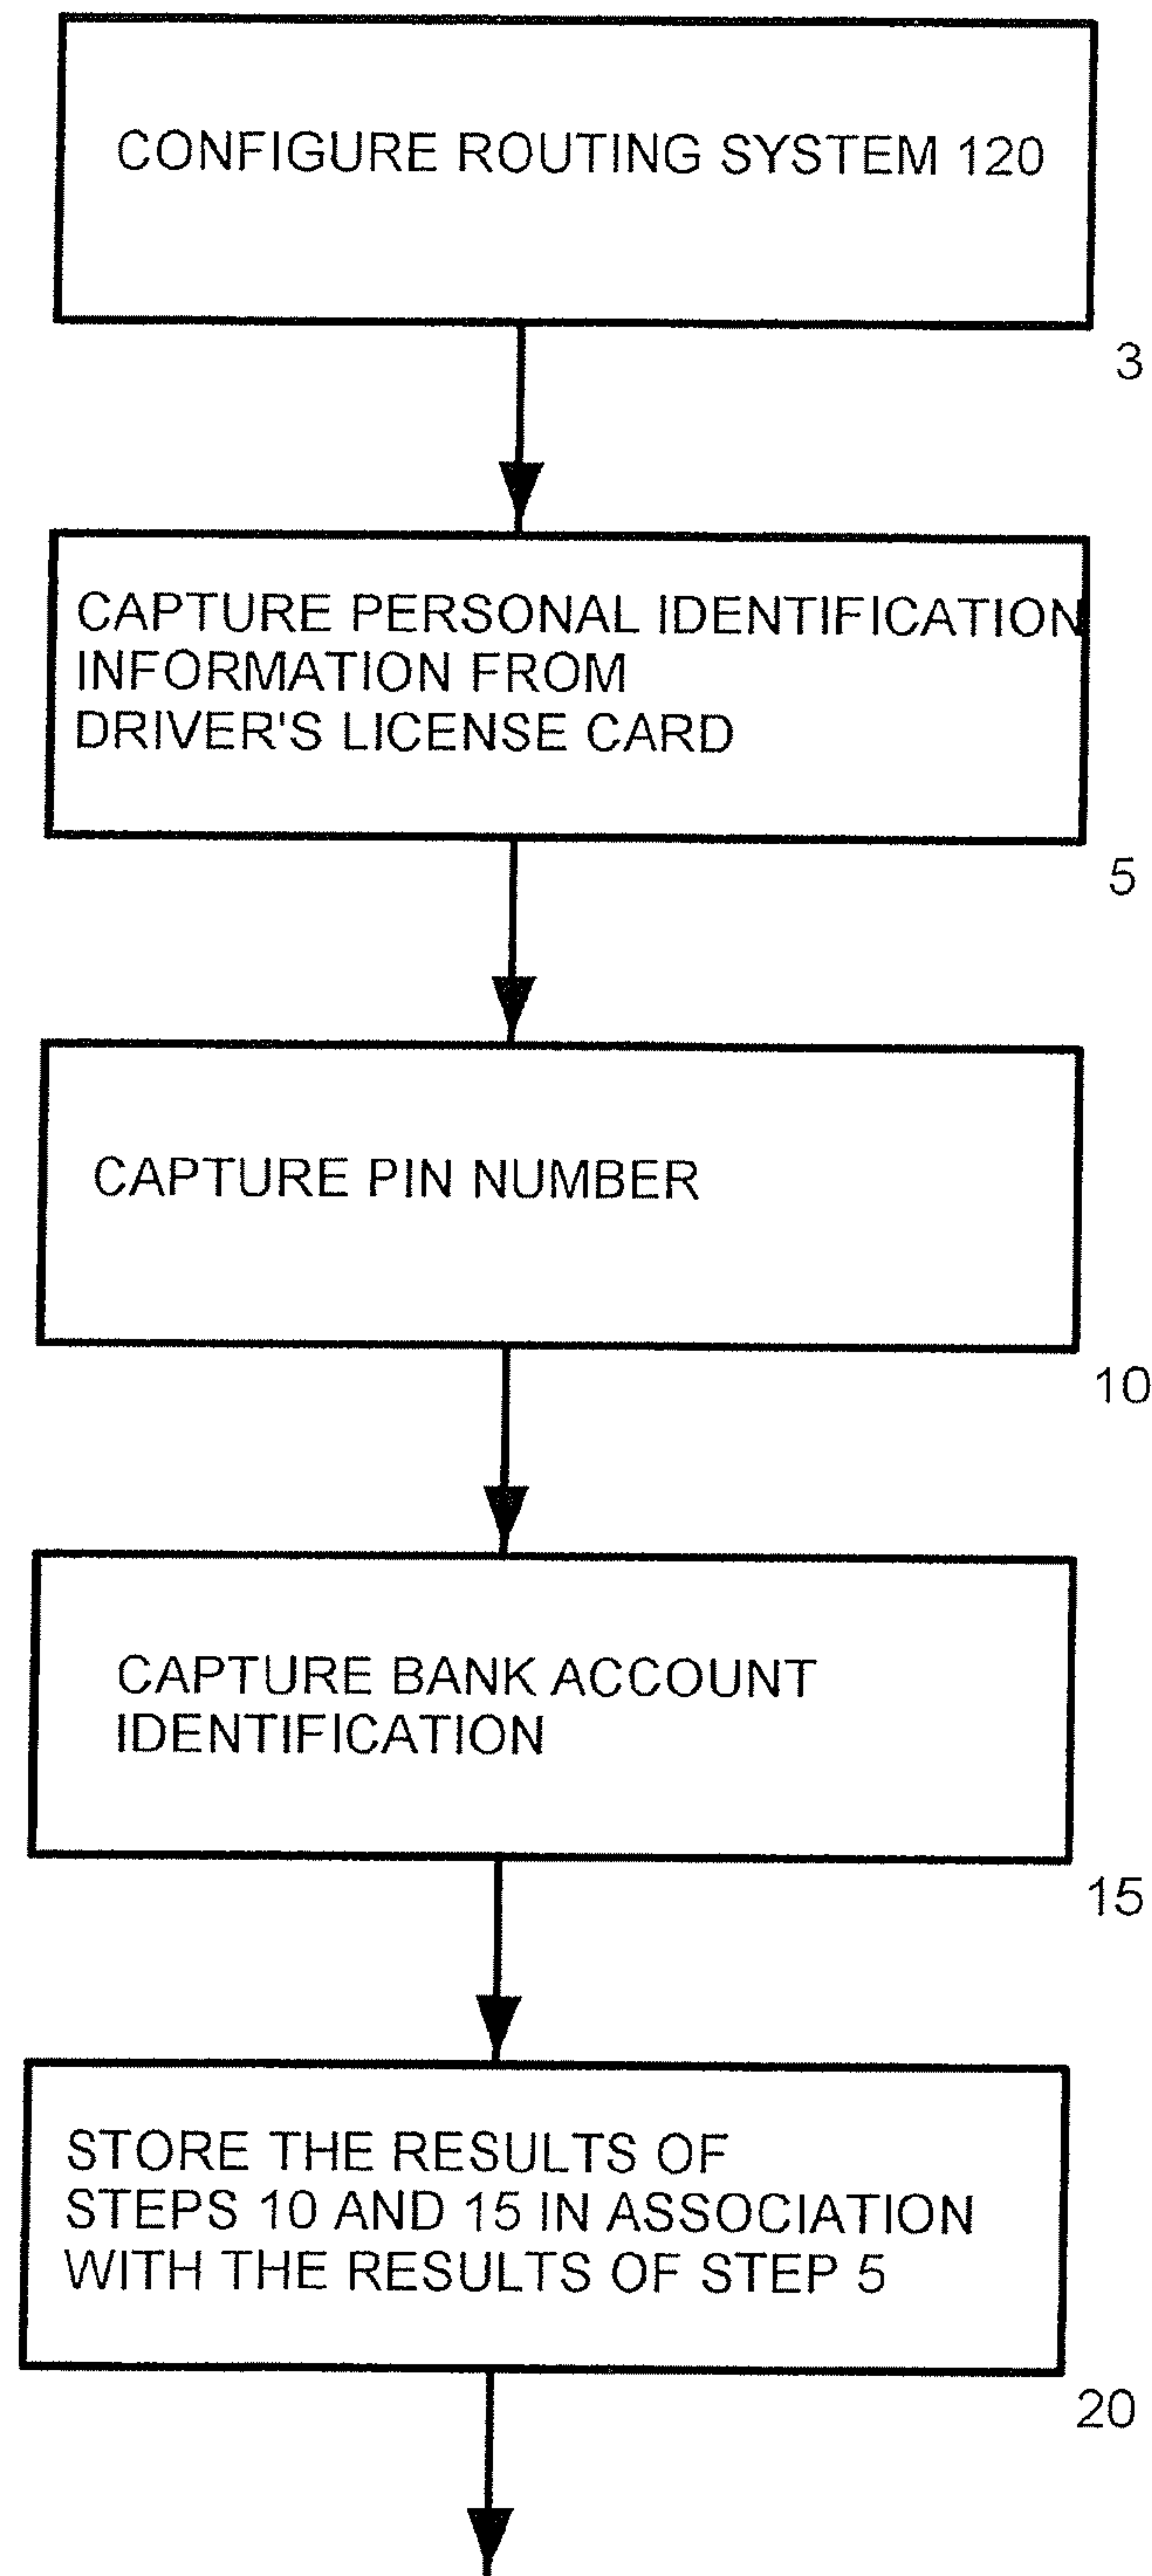 CONFIGURE ROUTING SYSTEM 120
3
CAPTURE PERSONAL IDENTIFICATION
INFORMATION FROM
DRIVER'S LICENSE CARD
5
CAPTURE PIN NUMBER
10
CAPTURE BANK ACCOUNT
IDENTIFICATION
15
STORE THE RESULTS OF
STEPS 10 AND 15 IN ASSOCIATION
WITH THE RESULTS OF STEP 5
20